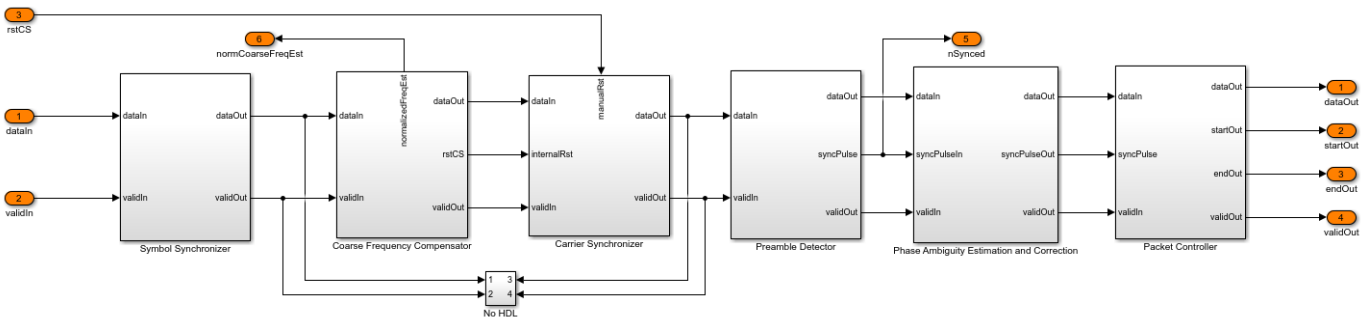 3
rstCS
6
normCoarseFreqEst
5
nSynced
1
dataIn
2
validIn
dataIn
validIn
dataOut
validOut
Symbol Synchronizer
normalizedFreqEst
dataIn
validIn
dataOut
rstCS
validOut
Coarse Frequency Compensator
manualRst
dataIn
internalRst
validIn
dataOut
validOut
Carrier Synchronizer
dataIn
validIn
dataOut
syncPulse
validOut
Preamble Detector
dataIn
syncPulseIn
validIn
dataOut
syncPulseOut
validOut
Phase Ambiguity Estimation and Correction
dataIn
syncPulse
validIn
dataOut
startOut
endOut
validOut
Packet Controller
1
dataOut
2
startOut
3
endOut
4
validOut
1 3
2 4
No HDL